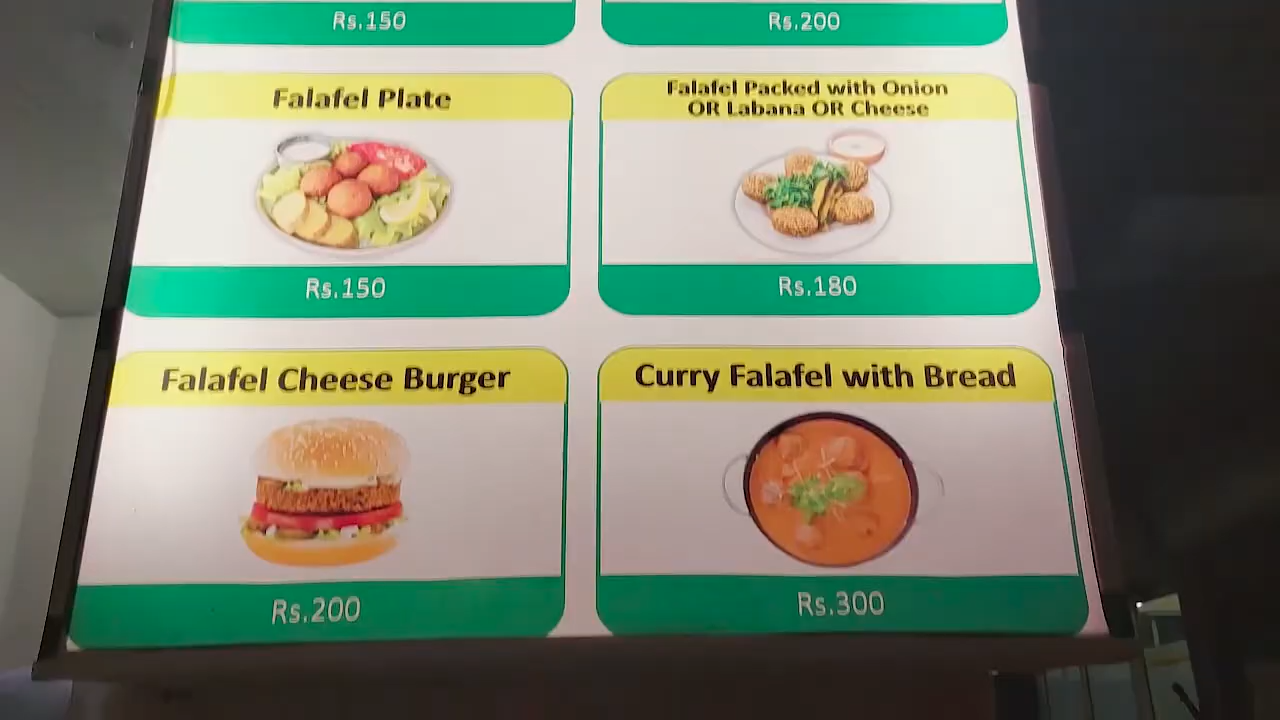 Rs.150
Rs.200
Falafel Plate
Rs.150
Falafel Packed with Onion
OR Labana OR Cheese
Rs.180
Falafel Cheese Burger
Rs.200
Curry Falafel with Bread
Rs.300